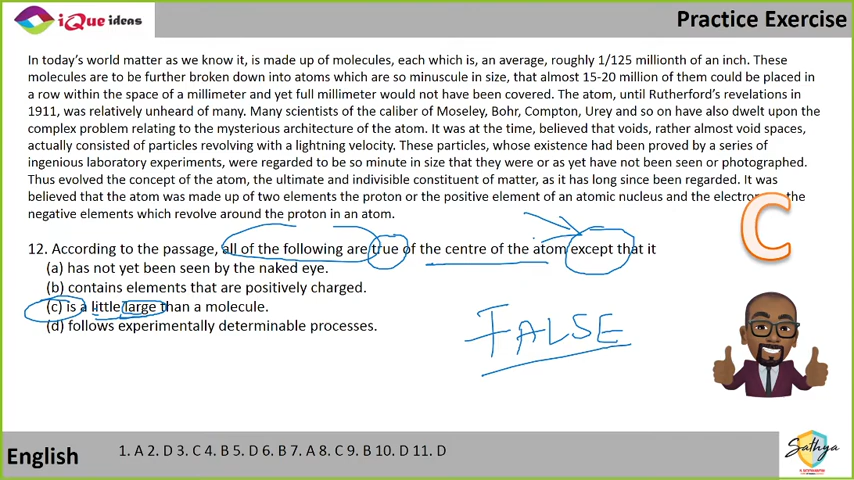 iQue ideas
Practice Exercise
In today's world matter as we know it, is made up of molecules, each which is, an average, roughly 1/125 millionth of an inch. These
molecules are to be further broken down into atoms which are so minuscule in size, that almost 15-20 million of them could be placed in
a row within the space of a millimeter and yet full millimeter would not have been covered. The atom, until Rutherford's revelations in
1911, was relatively unheard of many. Many scientists of the caliber of Moseley, Bohr, Compton, Urey and so on have also dwelt upon the
complex problem relating to the mysterious architecture of the atom. It was at the time, believed that voids, rather almost void spaces,
actually consisted of particles revolving with a lightning velocity. These particles, whose existence had been proved by a series of
ingenious laboratory experiments, were regarded to be so minute in size that they were or as yet have not been seen or photographed.
Thus evolved the concept of the atom, the ultimate and indivisible constituent of matter, as it has long since been regarded. It was
believed that the atom was made up of two elements the proton or the positive element of an atomic nucleus and the the
negative elements which revolve around the proton in an atom.
C
12. According to the passage, all of the following are true of the centre of the atom except that it
(a) has not yet been seen by the naked eye.
(b) contains elements that are positively charged.
(c) is a little large than a molecule.
(d) follows experimentally determinable processes.
FALSE
English
1. A 2. D 3. C 4. B 5. D 6. B 7. A 8. C 9. B 10. D 11. D
Sathya